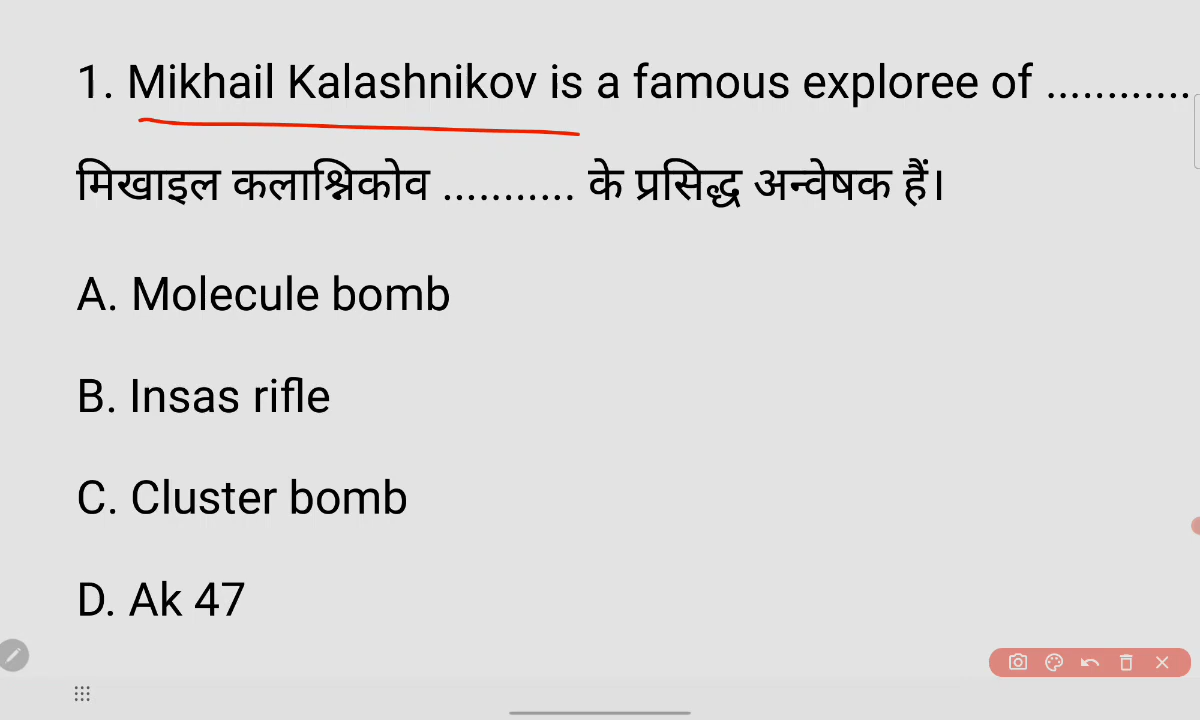 1. Mikhail Kalashnikov is a famous exploree of ............
मिखाइल कलाश्निकोव ........... के प्रसिद्ध अन्वेषक हैं।
A. Molecule bomb
B. Insas rifle
C. Cluster bomb
D. Ak 47